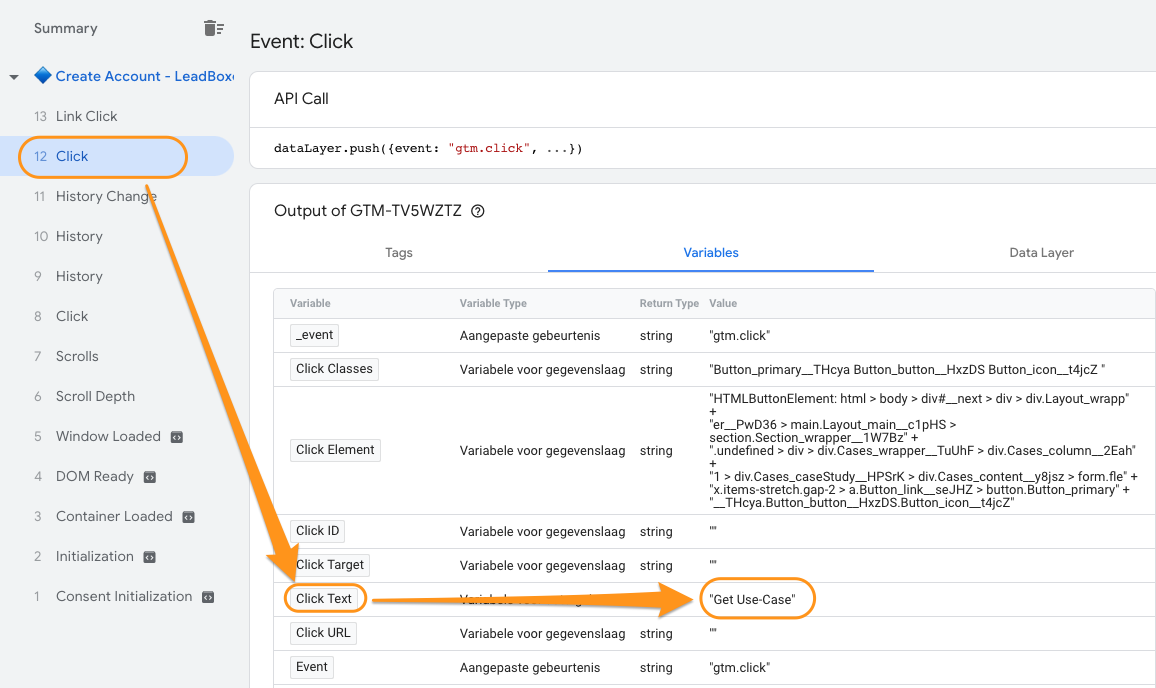 Summary
Create Account - LeadBoxe
13 Link Click
12 Click
11 History Change
10 History
9 History
8 Click
7 Scrolls
6 Scroll Depth
5 Window Loaded
4 DOM Ready
3 Container Loaded
2 Initialization
1 Consent Initialization
Event: Click
API Call
dataLayer.push({event: "gtm.click", ...})
Output of GTM-TV5WZTZ
Tags Variables Data Layer
Variable Variable Type Return Type Value
_event Aangepaste gebeurtenis string "gtm.click"
Click Classes Variabele voor gegevenslaag string "Button_primary__THcya Button_button__HxzDS Button_icon__t4jcZ "
Click Element Variabele voor gegevenslaag string
"HTMLButtonElement: html > body > div#__next > div > div.Layout_wrapp"
+
"er__PwD36 > main.Layout_main__c1pHS >
section.Section_wrapper__1W7Bz" +
".undefined > div > div.Cases_wrapper__TuUhF > div.Cases_column__2Eah"
+
"1 > div.Cases_caseStudy__HPSrK > div.Cases_content__y8jsz > form.fle" +
"x.items-stretch.gap-2 > a.Button_link__seJHZ > button.Button_primary" +
"__THcya.Button_button__HxzDS.Button_icon__t4jcZ"
Click ID Variabele voor gegevenslaag string ""
Click Target Variabele voor gegevenslaag string ""
Click Text "Get Use-Case"
Click URL Variabele voor gegevenslaag string ""
Event Aangepaste gebeurtenis string "gtm.click"